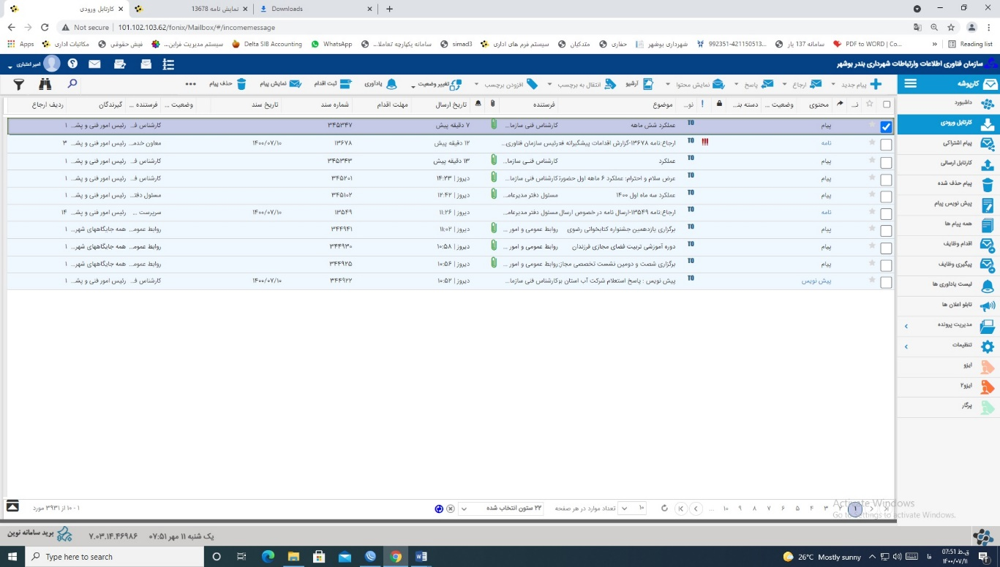 کارتابل ورودی
نمایش نامه 13678
Downloads
Not secure | 101.102.103.62/fonix/Mailbox/#/incomemessage
Apps مکاتبات اداری فیش حقوقی سیستم مدیریت فراین... Delta SIB Accounting WhatsApp سامانه یکپارچه تعاملا... simad3 سیستم فرم های اداری متدکیان حفاری شهرداری بوشهر 992351-421150513... سامانه 137 یار PDF to WORD | Co... » Reading list
سازمان فناوری اطلاعات وارتباطات شهرداری بندر بوشهر
امیر اعتباری
کارپوشه
پیام جدید ارجاع پاسخ نمایش محتوا آرشیو انتقال به برچسب افزودن برچسب تغییر وضعیت یادآوری ثبت اقدام نمایش پیام حذف پیام
محتوی وضعیت ... دسته بند... نو... موضوع فرستنده تاریخ ارسال مهلت اقدام شماره سند تاریخ سند وضعیت ... فرستنده ... گیرندگان ردیف ارجاع
پیام TO عملکرد شش ماهه کارشناس فنی سازما... ۷ دقیقه پیش ۳۴۵۳۴۷ کارشناس ف... رئیس امور فنی و پش... ۱
نامه !!! TO ارجاع:نامه ۱۳۶۷۸-گزارش اقدامات پیشگیرانه فدرئیس سازمان فناوری... ۱۲ دقیقه پیش ۱۳۶۷۸ ۱۴۰۰/۰۷/۱۰ معاون خدم... رئیس امور فنی و پش... ۳
پیام TO عملکرد کارشناس فنی سازما... ۱۳ دقیقه پیش ۳۴۵۳۴۳ کارشناس ف... رئیس امور فنی و پش... ۱
پیام TO عرض سلام و احترام: عملکرد ۶ ماهه اول حضورتکارشناس فنی سازما... دیروز | ۱۴:۲۳ ۳۴۵۲۰۱ کارشناس ف... رئیس امور فنی و پش... ۱
پیام TO عملکرد سه ماه اول ۱۴۰۰ مسئول دفتر مدیرعام... دیروز | ۱۲:۴۲ ۳۴۵۱۰۲ مسئول دفت... رئیس امور فنی و پش... ۱
نامه TO ارجاع:نامه ۱۳۵۴۹-ارسال نامه در خصوص ارسال مسئول دفتر مدیرعام... دیروز | ۱۱:۲۶ ۱۳۵۴۹ ۱۴۰۰/۰۷/۱۰ سرپرست ... رئیس امور فنی و پش... ۱۴
پیام TO برگزاری یازدهمین جشنواره کتابخوانی رضوی روابط عمومی و امور ... دیروز | ۱۱:۰۲ ۳۴۴۹۴۱ روابط عموم... همه جایگاههای شهر... ۱
پیام TO دوره آموزشی تربیت فضای مجازی فرزندان روابط عمومی و امور ... دیروز | ۱۰:۵۸ ۳۴۴۹۳۰ روابط عموم... همه جایگاههای شهر... ۱
پیام TO برگزاری شصت و دومین نشست تخصصی مجاز:روابط عمومی و امور ... دیروز | ۱۰:۵۶ ۳۴۴۹۲۵ روابط عموم... همه جایگاههای شهر... ۱
پیش نویس TO پیش نویس : پاسخ استعلام شرکت آب استان بوکارشناس فنی سازما... دیروز | ۱۰:۵۲ ۳۴۴۹۲۲ ۱۴۰۰/۰۷/۱۰ کارشناس ف... رئیس امور فنی و پش... ۱
داشبورد
کارتابل ورودی
پیام اشتراکی
کارتابل ارسالی
پیام حذف شده
پیش نویس پیام
همه پیام ها
اقدام وظایف
پیگیری وظایف
لیست یادآوری ها
تابلو اعلان ها
مدیریت پرونده
تنظیمات
ایزو
ایزو۲
پرگار
۱ ۲ ۳ ۴ ۵ ۶ ۷ ۸ ۹ ۱۰ ... ۱۰ تعداد موارد در هر صفحه ۲۲ ستون انتخاب شده ۱ - ۱۰ از ۳۹۳۱ مورد
Activate Windows
Go to Settings to activate Windows.
یک شنبه ۱۱ مهر ۰۷:۵۱ ۷.۰۳.۱۴.۴۶۹۸۶ برید سامانه نوین
Type here to search 26°C Mostly sunny فا 07:51 ق.ظ
۱۴۰۰/۰۷/۱۱